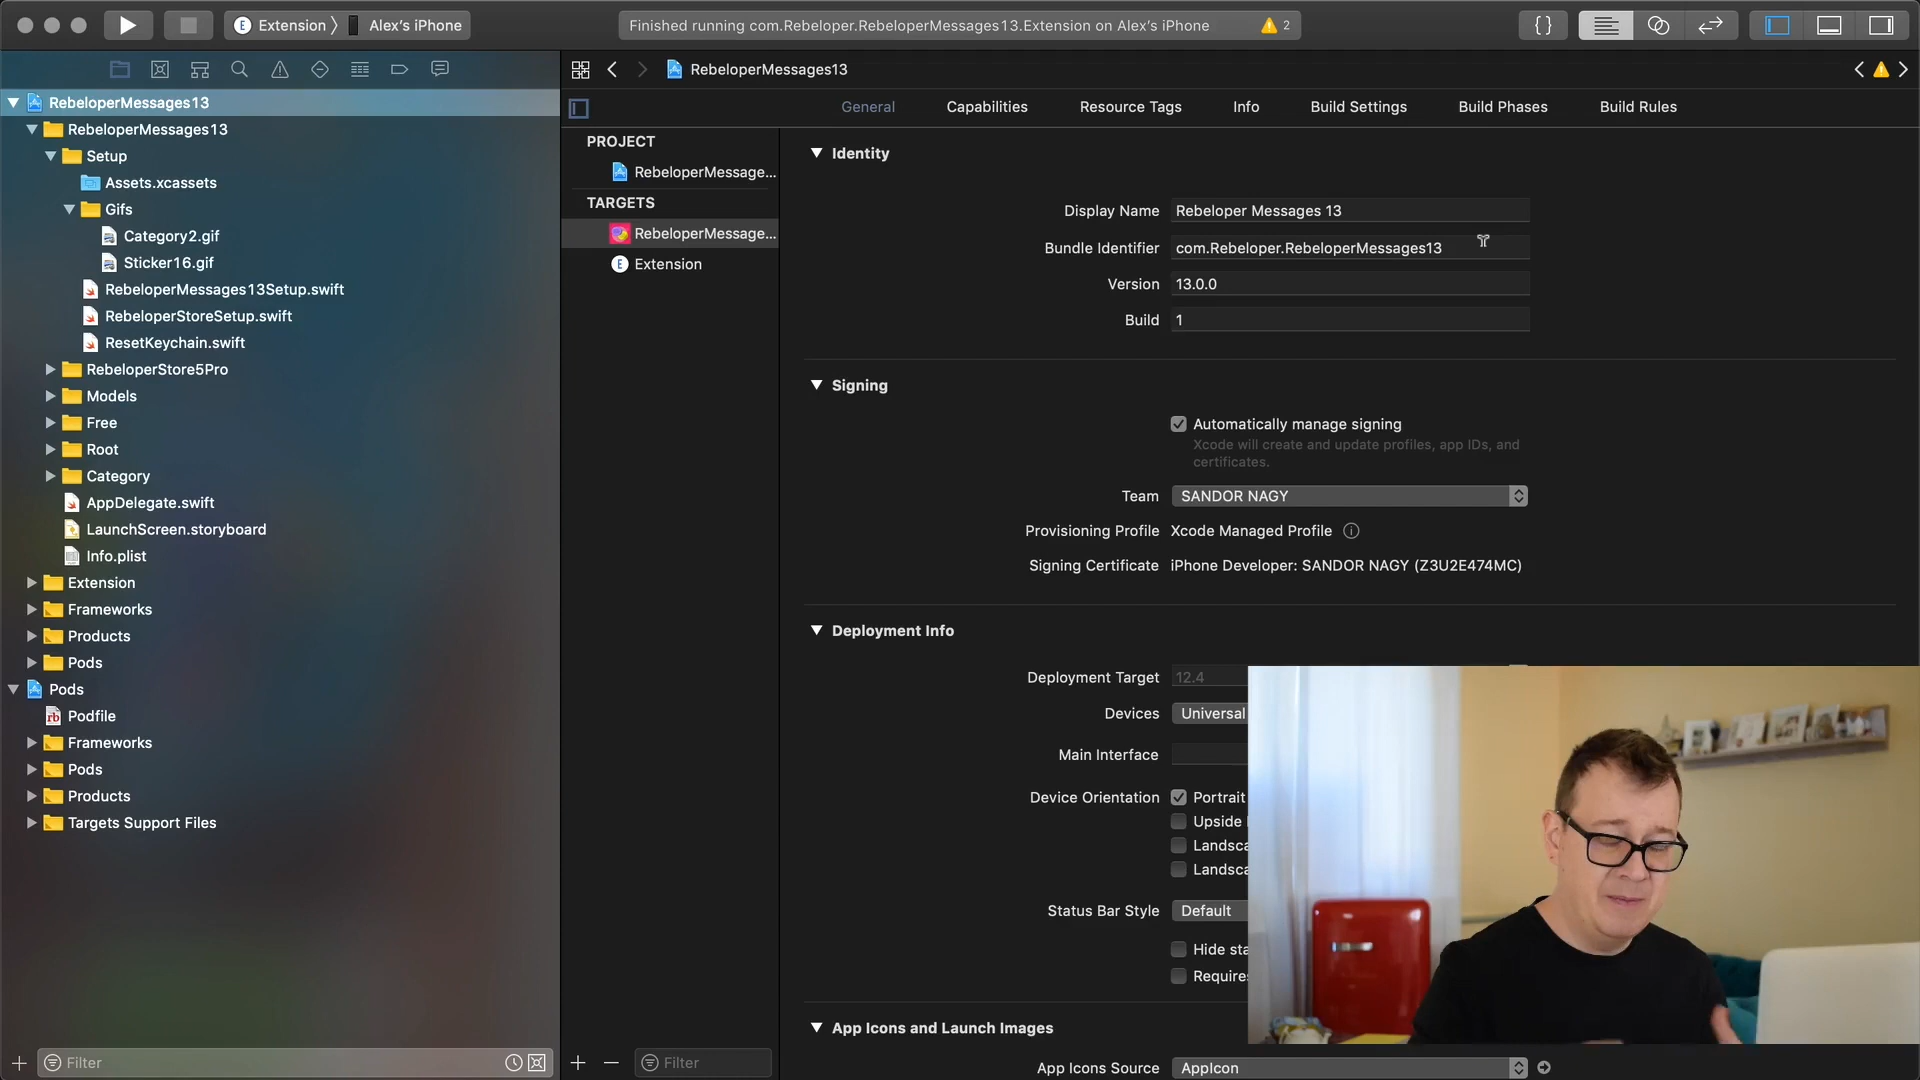 Extension 〉 Alex's iPhone
Finished running com.Rebeloper.RebeloperMessages13.Extension on Alex's iPhone
2
{ }
RebeloperMessages13
General
Capabilities
Resource Tags
Info
Build Settings
Build Phases
Build Rules
RebeloperMessages13
RebeloperMessages13
Setup
Assets.xcassets
Gifs
Category2.gif
Sticker16.gif
RebeloperMessages13Setup.swift
RebeloperStoreSetup.swift
ResetKeychain.swift
RebeloperStore5Pro
Models
Free
Root
Category
AppDelegate.swift
LaunchScreen.storyboard
Info.plist
Extension
Frameworks
Products
Pods
Pods
rb Podfile
Frameworks
Pods
Products
Targets Support Files
Filter
PROJECT
RebeloperMessage...
TARGETS
RebeloperMessage...
E Extension
Filter
Identity
Display Name Rebeloper Messages 13
Bundle Identifier com.Rebeloper.RebeloperMessages13
Version 13.0.0
Build 1
Signing
Automatically manage signing
Xcode will create and update profiles, app IDs, and
certificates.
Team SANDOR NAGY
Provisioning Profile Xcode Managed Profile
Signing Certificate iPhone Developer: SANDOR NAGY (Z3U2E474MC)
Deployment Info
Deployment Target 12.4
Devices Universal
Main Interface
Device Orientation Portrait
Upside
Landsca
Landsca
Status Bar Style Default
Hide sta
Requires
App Icons and Launch Images
App Icons Source AppIcon